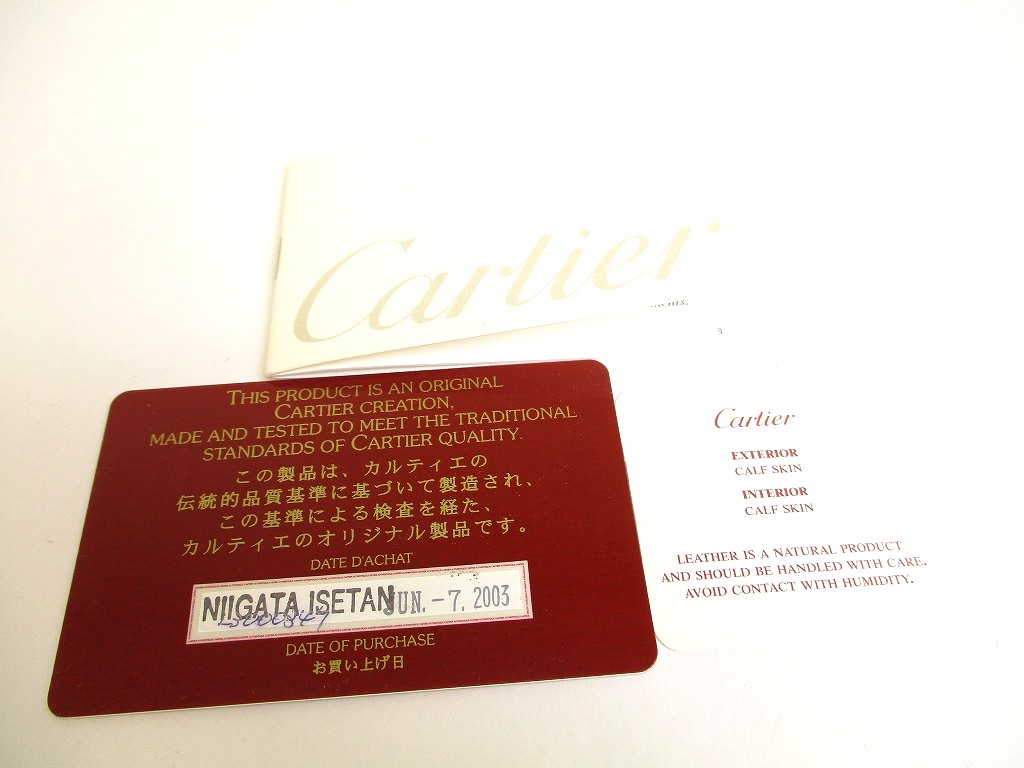 Cartier
3
THIS PRODUCT IS AN ORIGINAL
CARTIER CREATION,
MADE AND TESTED TO MEET THE TRADITIONAL
STANDARDS OF CARTIER QUALITY.
この製品は、カルティエの
伝統的品質基準に基づいて製造され、
この基準による検査を経た、
カルティエのオリジナル製品です。
DATE D'ACHAT
NIIGATA ISETAN JUN. -7. 2003
DATE OF PURCHASE
お買い上げ日
Cartier
EXTERIOR
CALF SKIN
INTERIOR
CALF SKIN
LEATHER IS A NATURAL PRODUCT
AND SHOULD BE HANDLED WITH CARE.
AVOID CONTACT WITH HUMIDITY.